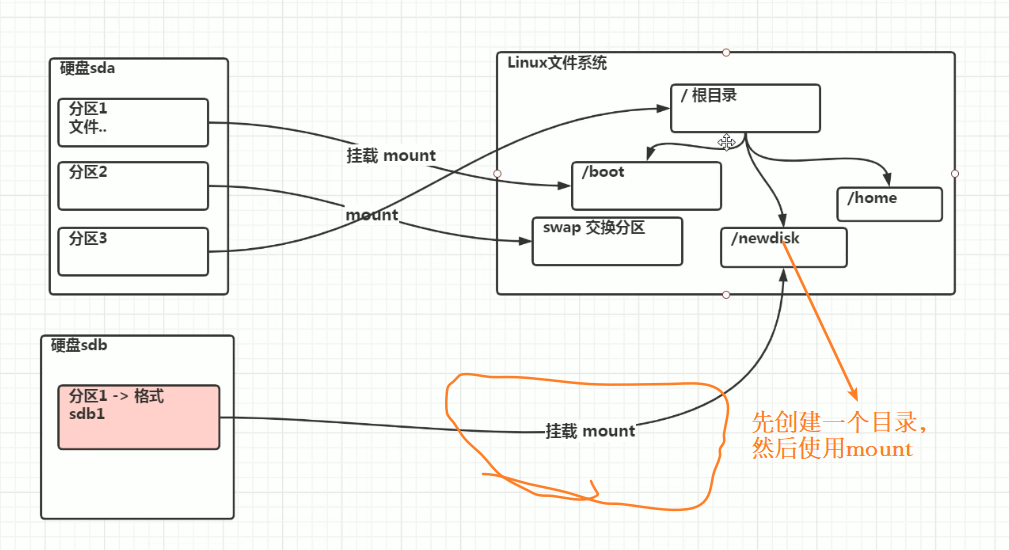 硬盘sda
分区1
文件..
分区2
分区3
挂载 mount
mount
Linux文件系统
/ 根目录
/boot
/home
swap 交换分区
/newdisk
硬盘sdb
分区1 -> 格式
sdb1
挂载 mount
先创建一个目录，
然后使用mount